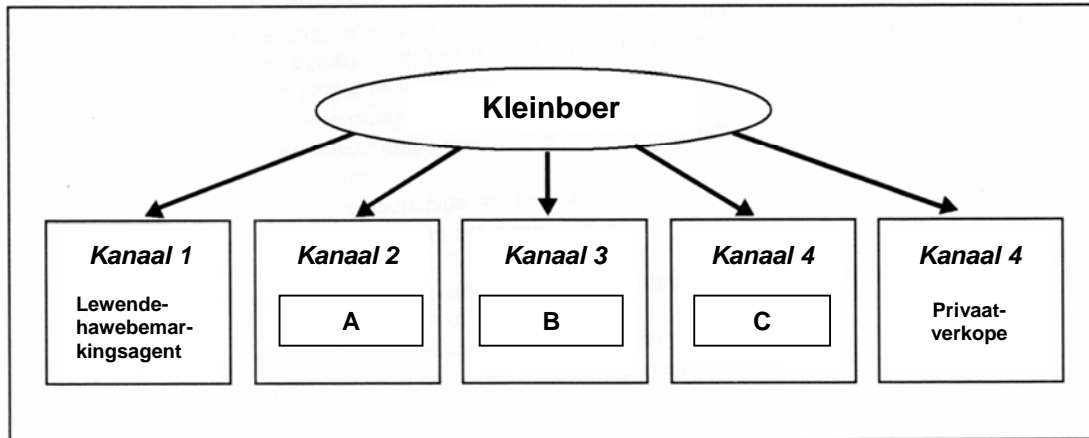 Kleinboer
Kanaal 1
Lewende-
hawebemar-
kingsagent
Kanaal 2
A
Kanaal 3
B
Kanaal 4
C
Kanaal 4
Privaat-
verkope